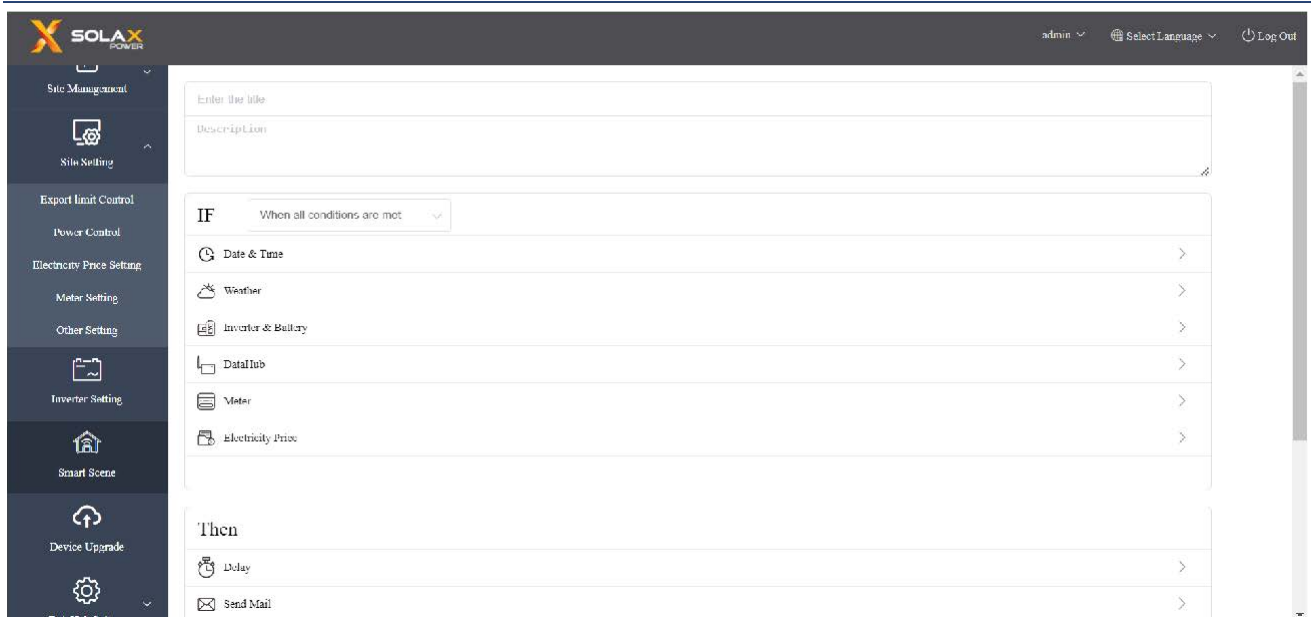 SOLAX
POWER
admin
Select Language
Log Out
Site Management
Site Setting
Export limit Control
Power Control
Electricity Price Setting
Meter Setting
Other Setting
Inverter Setting
Smart Scene
Device Upgrade
Enter the title
Description
IF
When all conditions are met
Date & Time
Weather
Inverter & Battery
DataHub
Meter
Electricity Price
Then
Delay
Send Mail